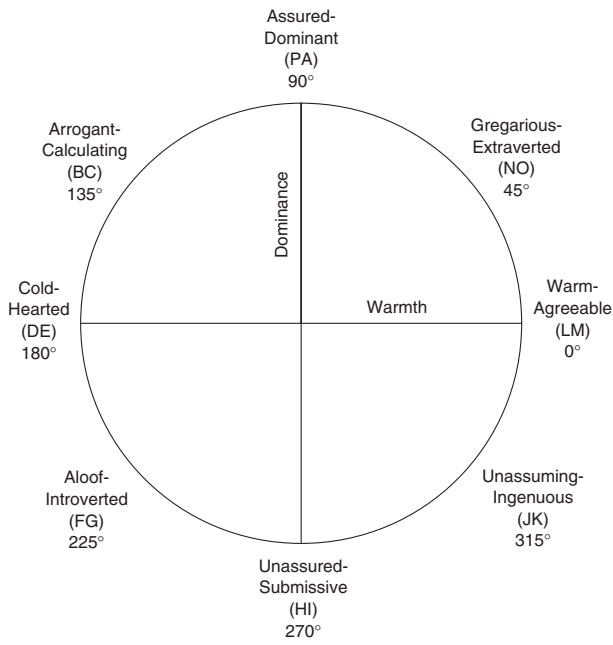 Assured-
Dominant
(PA)
90°
Arrogant-
Calculating
(BC)
135°
Gregarious-
Extraverted
(NO)
45°
Dominance
Warmth
Cold-
Hearted
(DE)
180°
Warm-
Agreeable
(LM)
0°
Aloof-
Introverted
(FG)
225°
Unassuming-
Ingenuous
(JK)
315°
Unassured-
Submissive
(HI)
270°